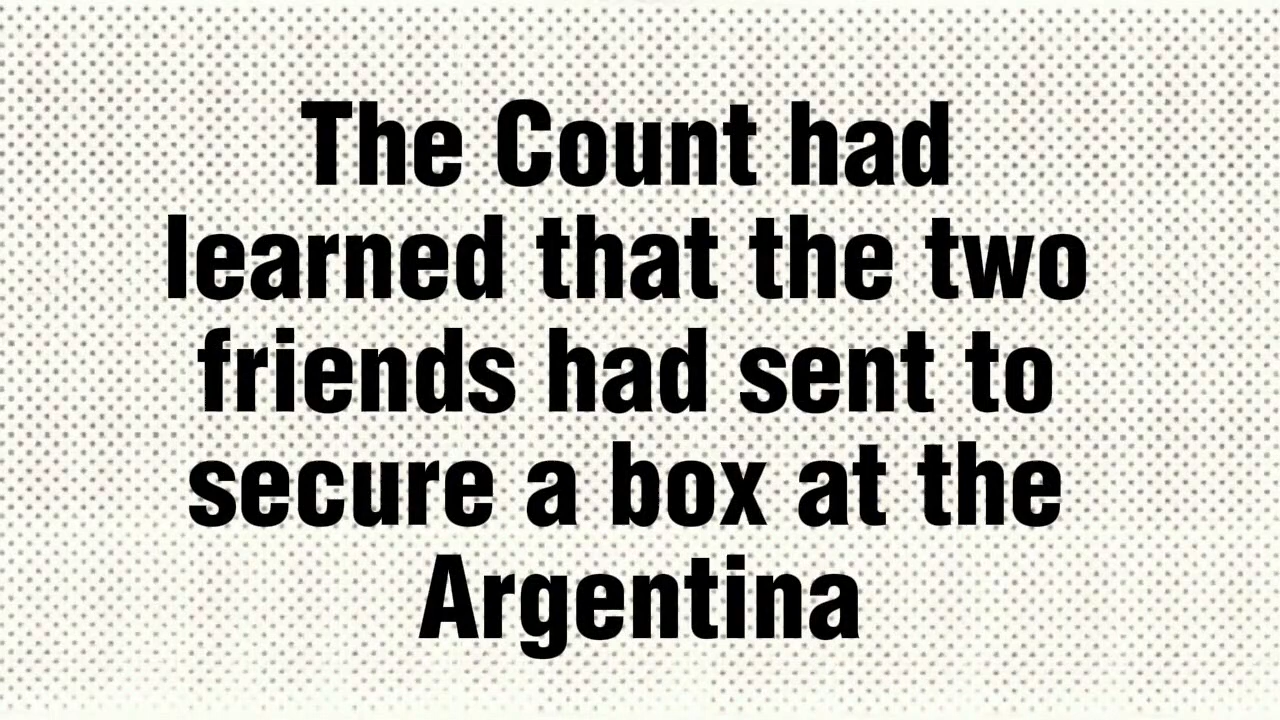 The Count had
learned that the two
friends had sent to
secure a box at the
Argentina